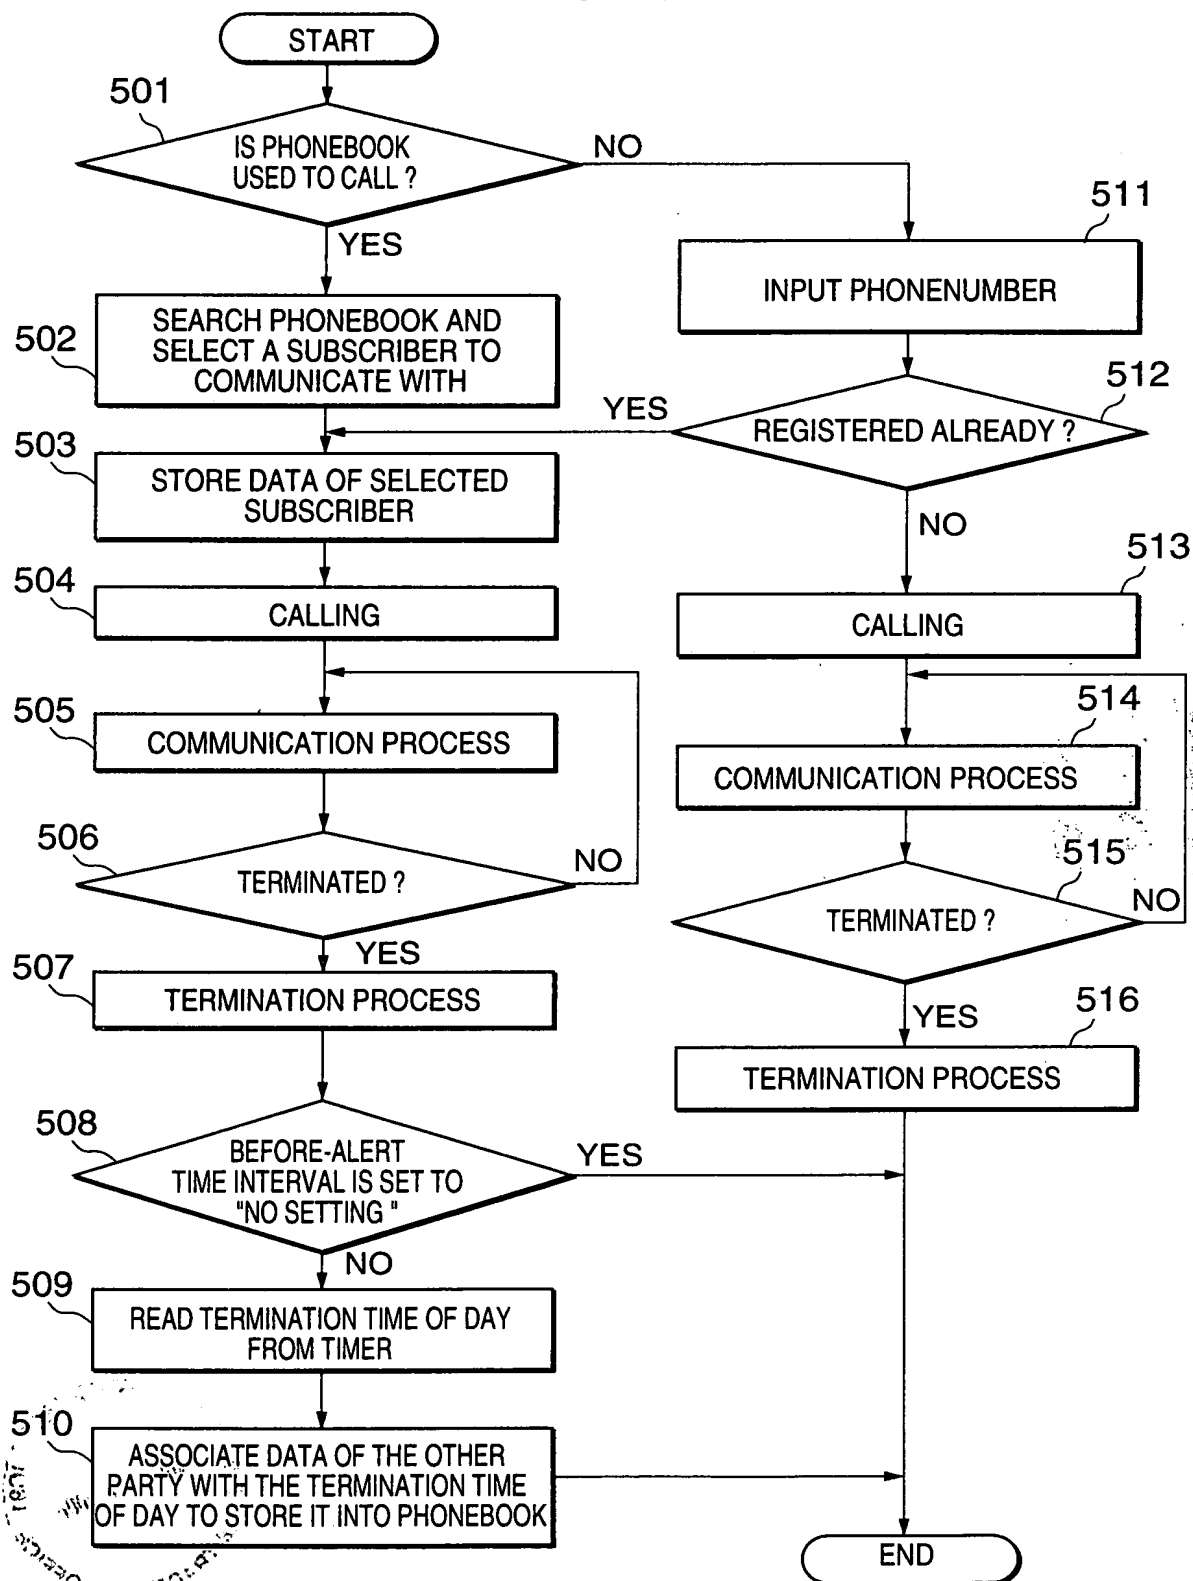 START
501
IS PHONEBOOK
USED TO CALL ?
NO
YES
511
INPUT PHONENUMBER
502
SEARCH PHONEBOOK AND
SELECT A SUBSCRIBER TO
COMMUNICATE WITH
512
REGISTERED ALREADY ?
YES
NO
503
STORE DATA OF SELECTED
SUBSCRIBER
504
CALLING
513
CALLING
505
COMMUNICATION PROCESS
514
COMMUNICATION PROCESS
506
TERMINATED ?
NO
YES
515
TERMINATED ?
NO
YES
507
TERMINATION PROCESS
516
TERMINATION PROCESS
508
BEFORE-ALERT
TIME INTERVAL IS SET TO
"NO SETTING "
YES
NO
509
READ TERMINATION TIME OF DAY
FROM TIMER
510
ASSOCIATE DATA OF THE OTHER
PARTY WITH THE TERMINATION TIME
OF DAY TO STORE IT INTO PHONEBOOK
END